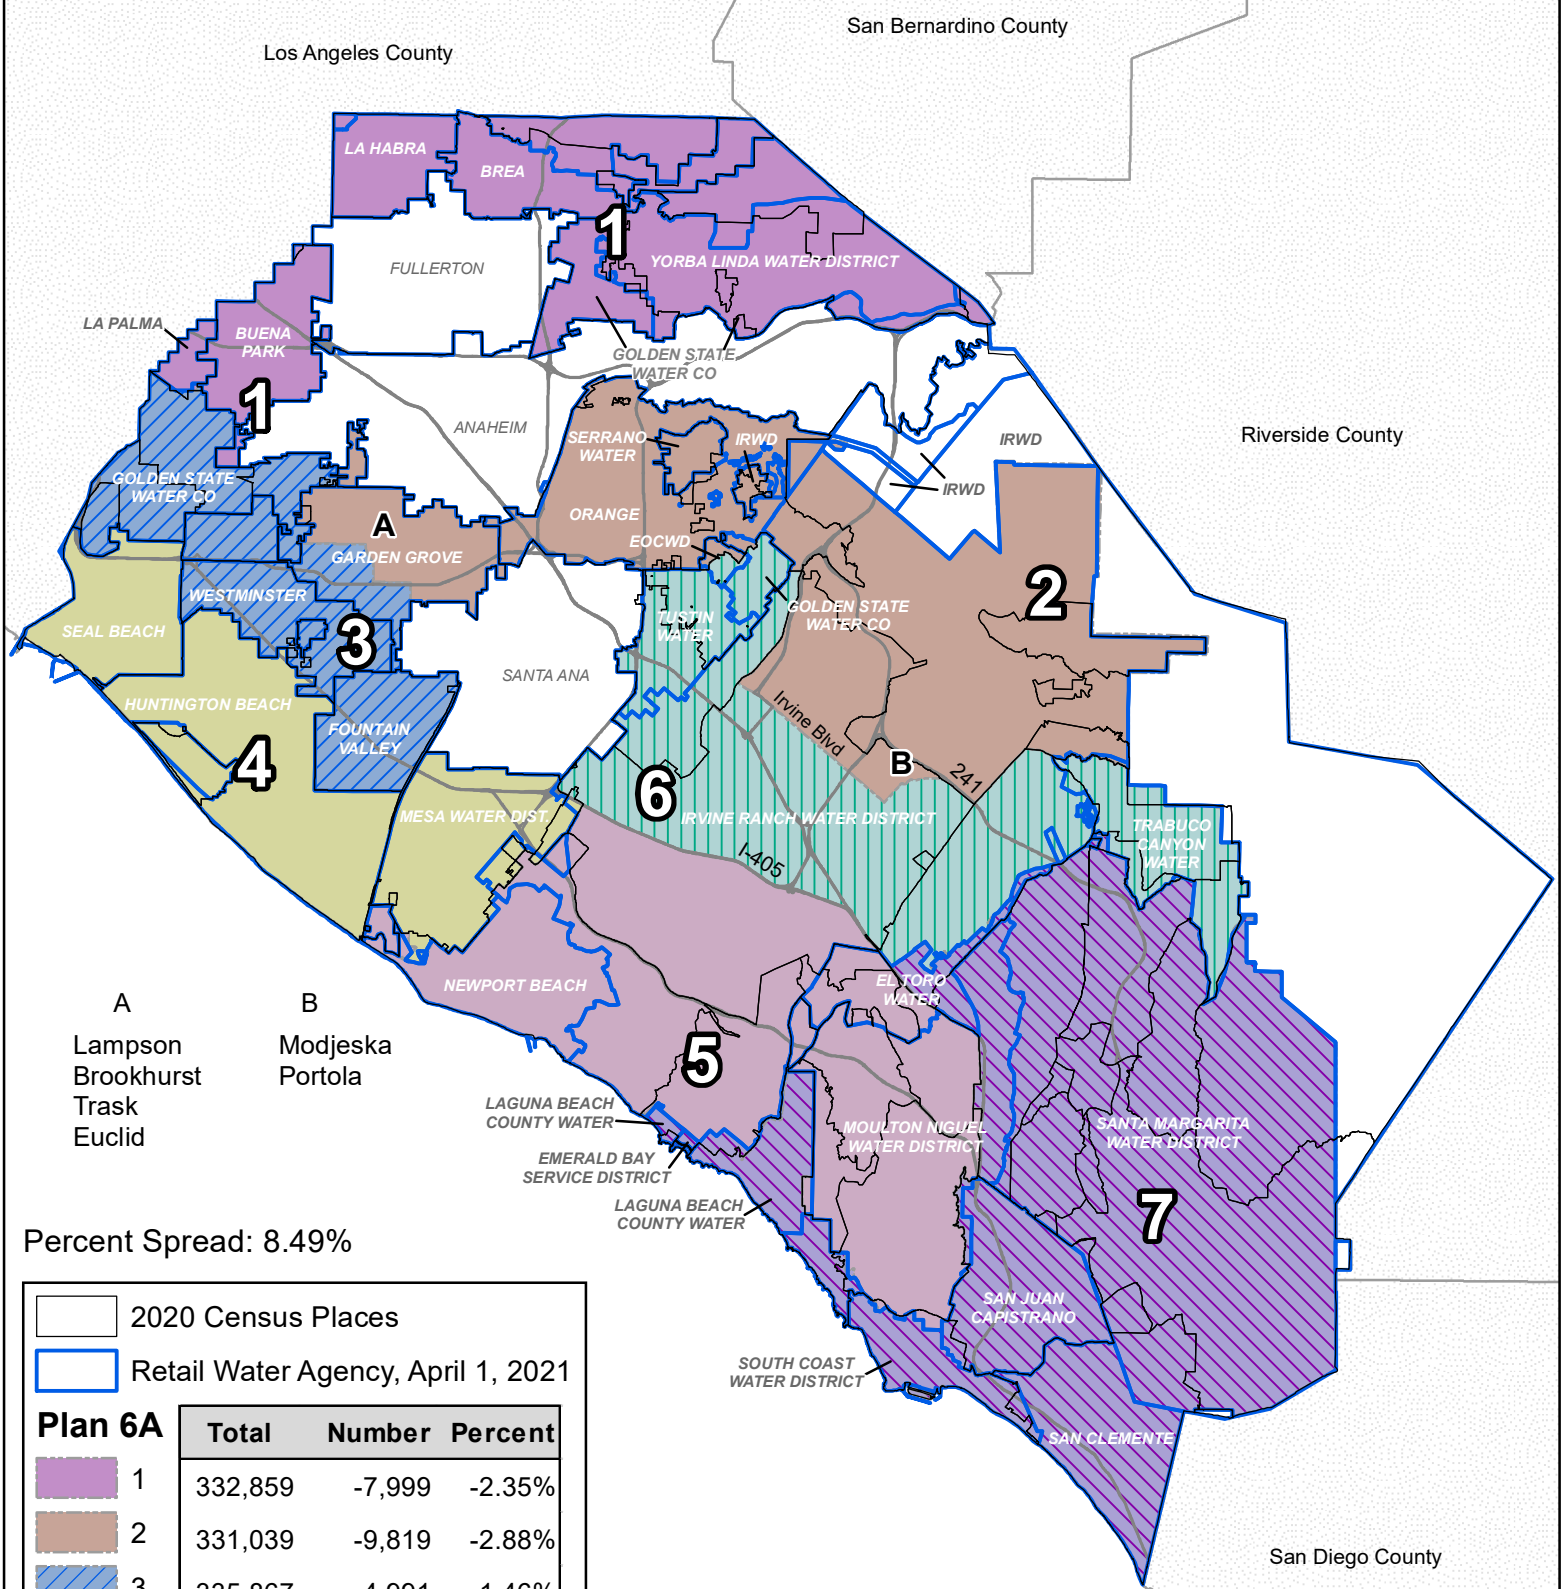 San Bernardino County
Los Angeles County
LA HABRA
BREA
1
FULLERTON
YORBA LINDA WATER DISTRICT
LA PALMA
BUENA
PARK
GOLDEN STATE
WATER CO
1
ANAHEIM
SERRANO
WATER
IRWD
IRWD
Riverside County
GOLDEN STATE
WATER CO
IRWD
ORANGE
A
EOCWD
GARDEN GROVE
2
WESTMINSTER
GOLDEN STATE
WATER CO
TUSTIN
WATER
SEAL BEACH
3
SANTA ANA
HUNTINGTON BEACH
Irvine Blvd
FOUNTAIN
VALLEY
4
B
241
6
MESA WATER DIST.
IRVINE RANCH WATER DISTRICT
TRABUCO
CANYON
WATER
I-405
NEWPORT BEACH
EL TORO
WATER
A
B
Lampson
Brookhurst
Trask
Euclid
Modjeska
Portola
5
LAGUNA BEACH
COUNTY WATER
MOULTON NIGUEL
WATER DISTRICT
SANTA MARGARITA
WATER DISTRICT
EMERALD BAY
SERVICE DISTRICT
LAGUNA BEACH
COUNTY WATER
7
Percent Spread: 8.49%
SAN JUAN
CAPISTRANO
2020 Census Places
Retail Water Agency, April 1, 2021
SOUTH COAST
WATER DISTRICT
SAN CLEMENTE
Plan 6A
Total Number Percent
1 332,859 -7,999 -2.35%
2 331,039 -9,819 -2.88%
3 335,867 -4,991 -1.46%
San Diego County